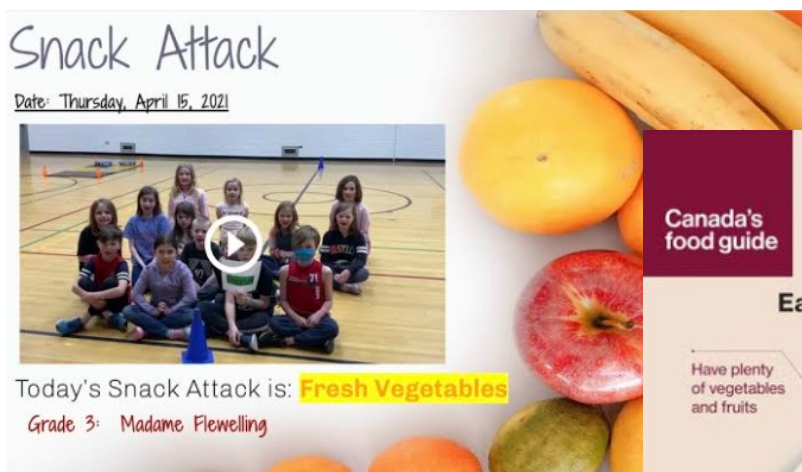 Snack Attack
Date: Thursday, April 15, 2021
Today's Snack Attack is: Fresh Vegetables
Grade 3: Madame Flewelling
Canada's
food guide
Ea
Have plenty
of vegetables
and fruits